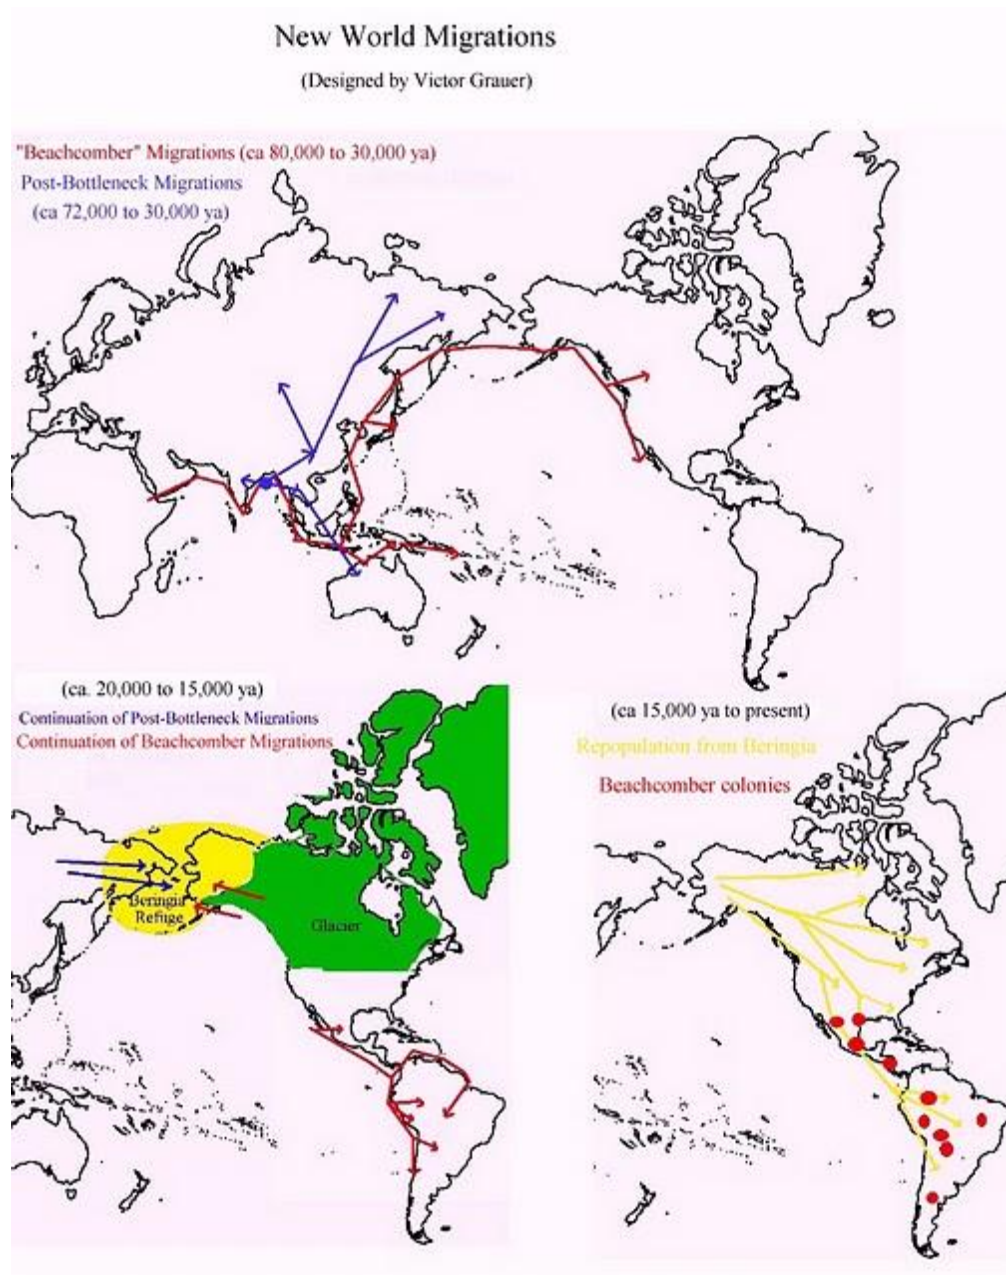 New World Migrations
(Designed by Victor Grauer)
"Beachcomber" Migrations (ca 80,000 to 30,000 ya)
Post-Bottleneck Migrations
(ca 72,000 to 30,000 ya)
(ca. 20,000 to 15,000 ya)
Continuation of Post-Bottleneck Migrations
Continuation of Beachcomber Migrations
Beringia
Refuge
Glacier
(ca 15,000 ya to present)
Repopulation from Beringia
Beachcomber colonies